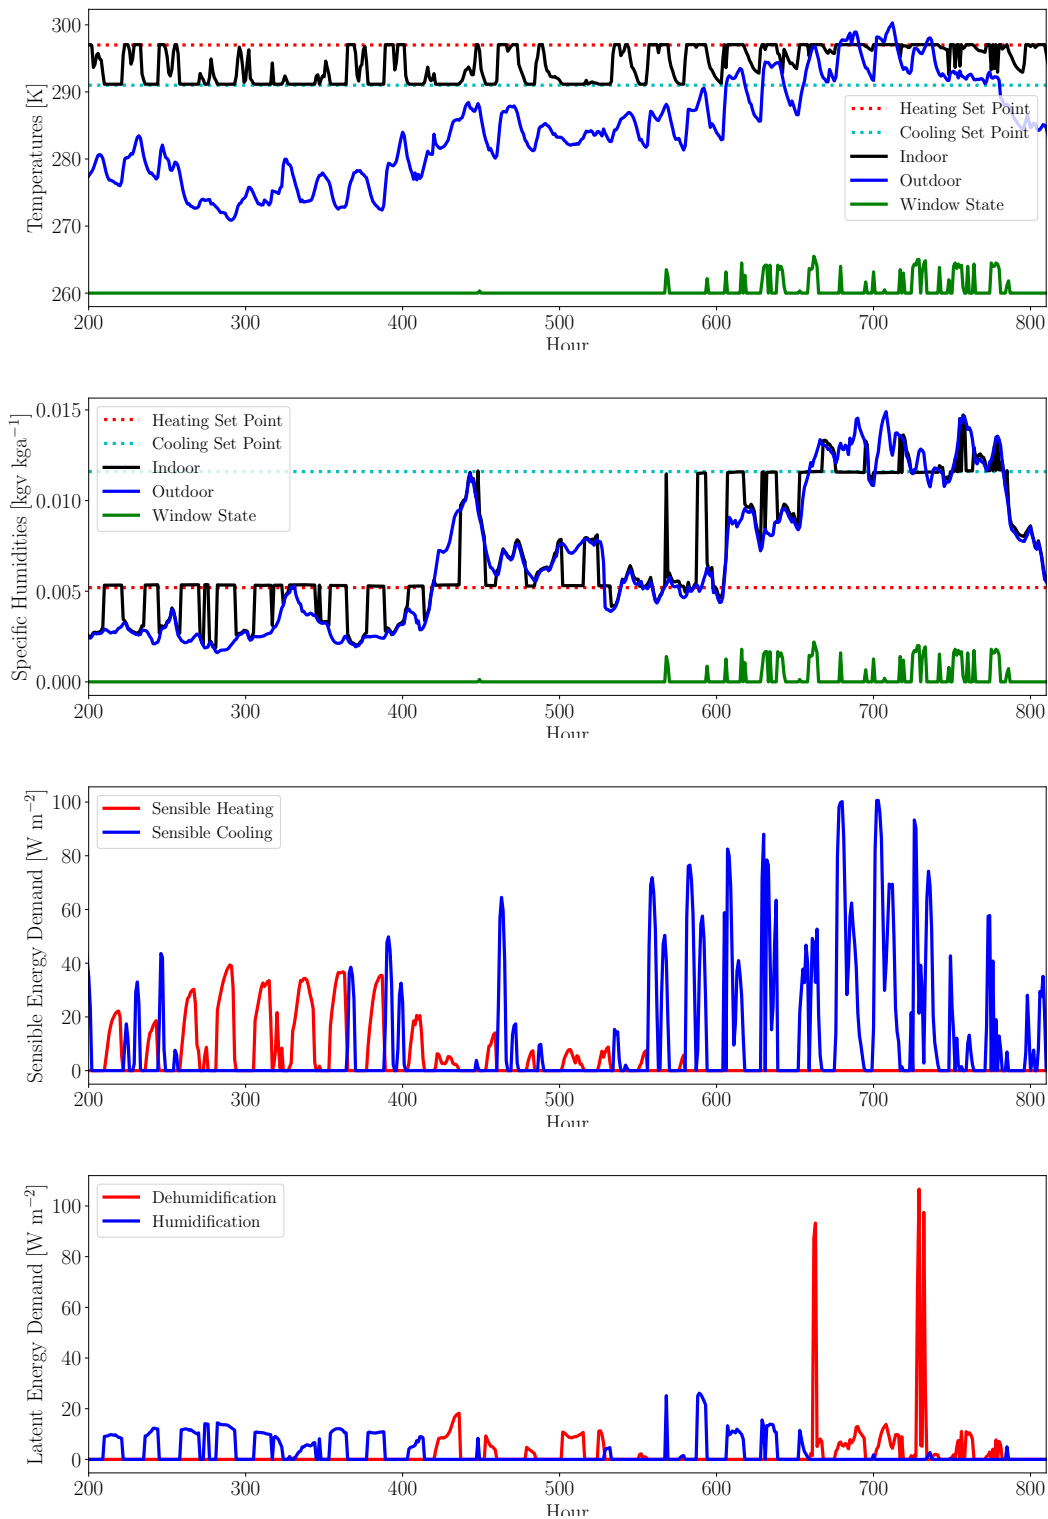 300
290
280
270
260
Temperatures [K]
Heating Set Point
Cooling Set Point
Indoor
Outdoor
Window State
200 300 400 500 600 700 800
Hour
0.015
0.010
0.005
0.000
Specific Humidities [kgv kga⁻¹]
Heating Set Point
Cooling Set Point
Indoor
Outdoor
Window State
200 300 400 500 600 700 800
Hour
100
80
60
40
20
0
Sensible Energy Demand [W m⁻²]
Sensible Heating
Sensible Cooling
200 300 400 500 600 700 800
Hour
100
80
60
40
20
0
Latent Energy Demand [W m⁻²]
Dehumidification
Humidification
200 300 400 500 600 700 800
Hour